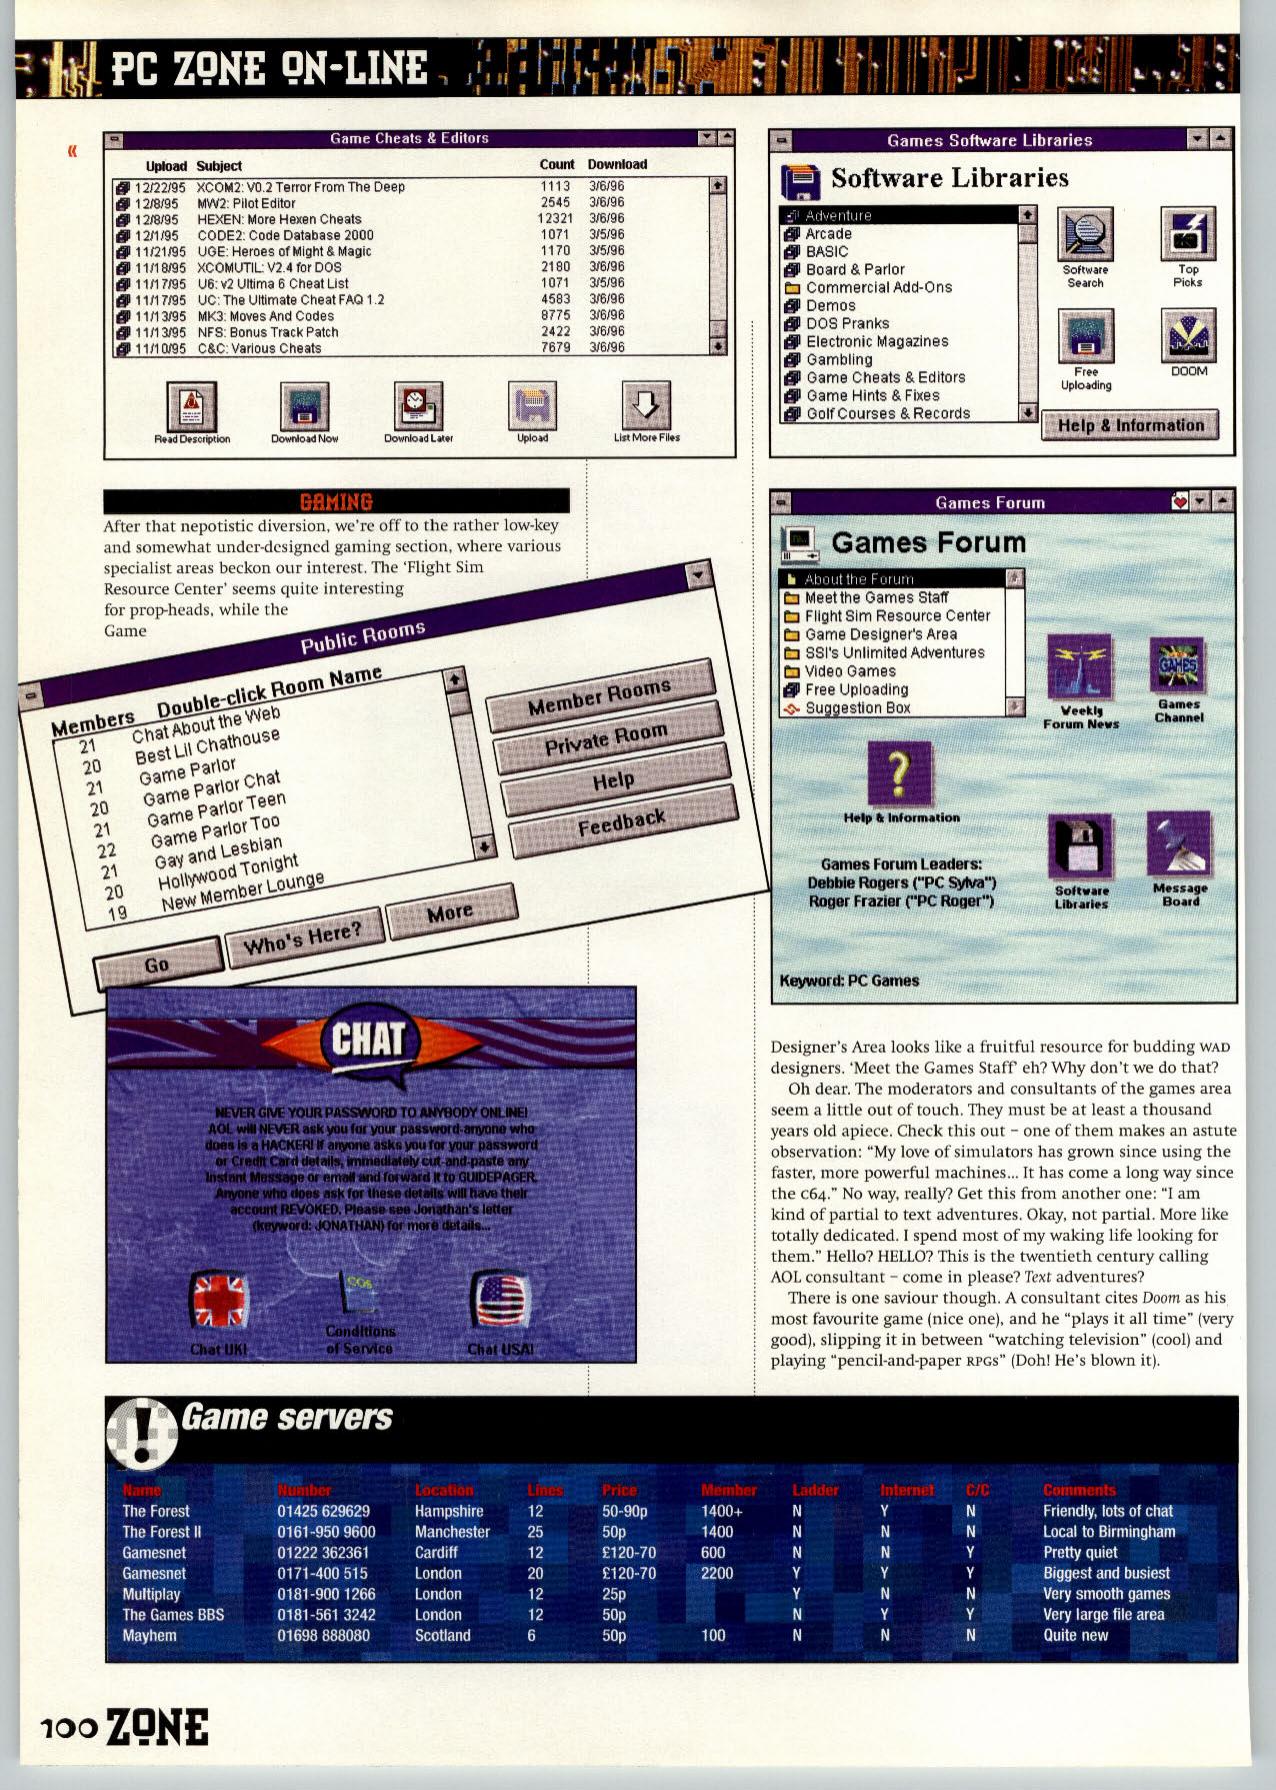 PC ZONE ON-LINE
«
Game Cheats & Editors
Upload Subject Count Download
12/22/95 XCOM2: V0.2 Terror From The Deep 1113 3/6/96
12/8/95 MW2: Pilot Editor 2545 3/6/96
12/8/95 HEXEN: More Hexen Cheats 12321 3/6/96
12/1/95 CODE2: Code Database 2000 1071 3/5/96
11/21/95 UGE: Heroes of Might & Magic 1170 3/5/96
11/18/95 XCOMUTIL: V2.4 for DOS 2180 3/6/96
11/17/95 U6: v2 Ultima 6 Cheat List 1071 3/5/96
11/17/95 UC: The Ultimate Cheat FAQ 1.2 4583 3/6/96
11/13/95 MK3: Moves And Codes 8775 3/6/96
11/13/95 NFS: Bonus Track Patch 2422 3/6/96
11/10/95 C&C: Various Cheats 7679 3/6/96
Read Description Download Now Download Later Upload List More Files
Games Software Libraries
Software Libraries
Adventure
Arcade
BASIC
Board & Parlor
Commercial Add-Ons
Demos
DOS Pranks
Electronic Magazines
Gambling
Game Cheats & Editors
Game Hints & Fixes
Golf Courses & Records
Software
Search
Top
Picks
Free
Uploading
DOOM
Help & Information
GAMING
After that nepotistic diversion, we're off to the rather low-key
and somewhat under-designed gaming section, where various
specialist areas beckon our interest. The 'Flight Sim
Resource Center' seems quite interesting
for prop-heads, while the
Game
Public Rooms
Members Double-click Room Name
21 Chat About the Web
20 Best Lil Chathouse
21 Game Parlor
20 Game Parlor Chat
21 Game Parlor Teen
22 Game Parlor Too
21 Gay and Lesbian
20 Hollywood Tonight
19 New Member Lounge
Member Rooms
Private Room
Help
Feedback
Go
Who's Here?
More
Games Forum
Games Forum
About the Forum
Meet the Games Staff
Flight Sim Resource Center
Game Designer's Area
SSI's Unlimited Adventures
Video Games
Free Uploading
Suggestion Box
Weekly
Forum News
Games
Channel
Help & Information
Games Forum Leaders:
Debbie Rogers ("PC Sylva")
Roger Frazier ("PC Roger")
Software
Libraries
Message
Board
Keyword: PC Games
CHAT
NEVER GIVE YOUR PASSWORD TO ANYBODY ONLINE!
AOL will NEVER ask you for your password-anyone who
does is a HACKER! If anyone asks you for your password
or Credit Card details, immediately cut-and-paste any
Instant Message or email and forward it to GUIDEPAGER.
Anyone who does ask for these details will have their
account REVOKED. Please see Jonathan's letter
(keyword: JONATHAN) for more details...
COS
Chat UK!
Conditions
of Service
Chat USA!
Designer's Area looks like a fruitful resource for budding WAD
designers. 'Meet the Games Staff' eh? Why don't we do that?
Oh dear. The moderators and consultants of the games area
seem a little out of touch. They must be at least a thousand
years old apiece. Check this out – one of them makes an astute
observation: "My love of simulators has grown since using the
faster, more powerful machines... It has come a long way since
the C64." No way, really? Get this from another one: "I am
kind of partial to text adventures. Okay, not partial. More like
totally dedicated. I spend most of my waking life looking for
them." Hello? HELLO? This is the twentieth century calling
AOL consultant – come in please? Text adventures?
There is one saviour though. A consultant cites Doom as his
most favourite game (nice one), and he "plays it all time" (very
good), slipping it in between "watching television" (cool) and
playing "pencil-and-paper RPGs" (Doh! He's blown it).
! Game servers
Name Number Location Lines Price Member Ladder Internet C/C Comments
The Forest 01425 629629 Hampshire 12 50-90p 1400+ N Y N Friendly, lots of chat
The Forest II 0161-950 9600 Manchester 25 50p 1400 N N N Local to Birmingham
Gamesnet 01222 362361 Cardiff 12 £120-70 600 N N Y Pretty quiet
Gamesnet 0171-400 515 London 20 £120-70 2200 Y Y Y Biggest and busiest
Multiplay 0181-900 1266 London 12 25p Y N N Very smooth games
The Games BBS 0181-561 3242 London 12 50p N Y Y Very large file area
Mayhem 01698 888080 Scotland 6 50p 100 N N N Quite new
100 ZONE